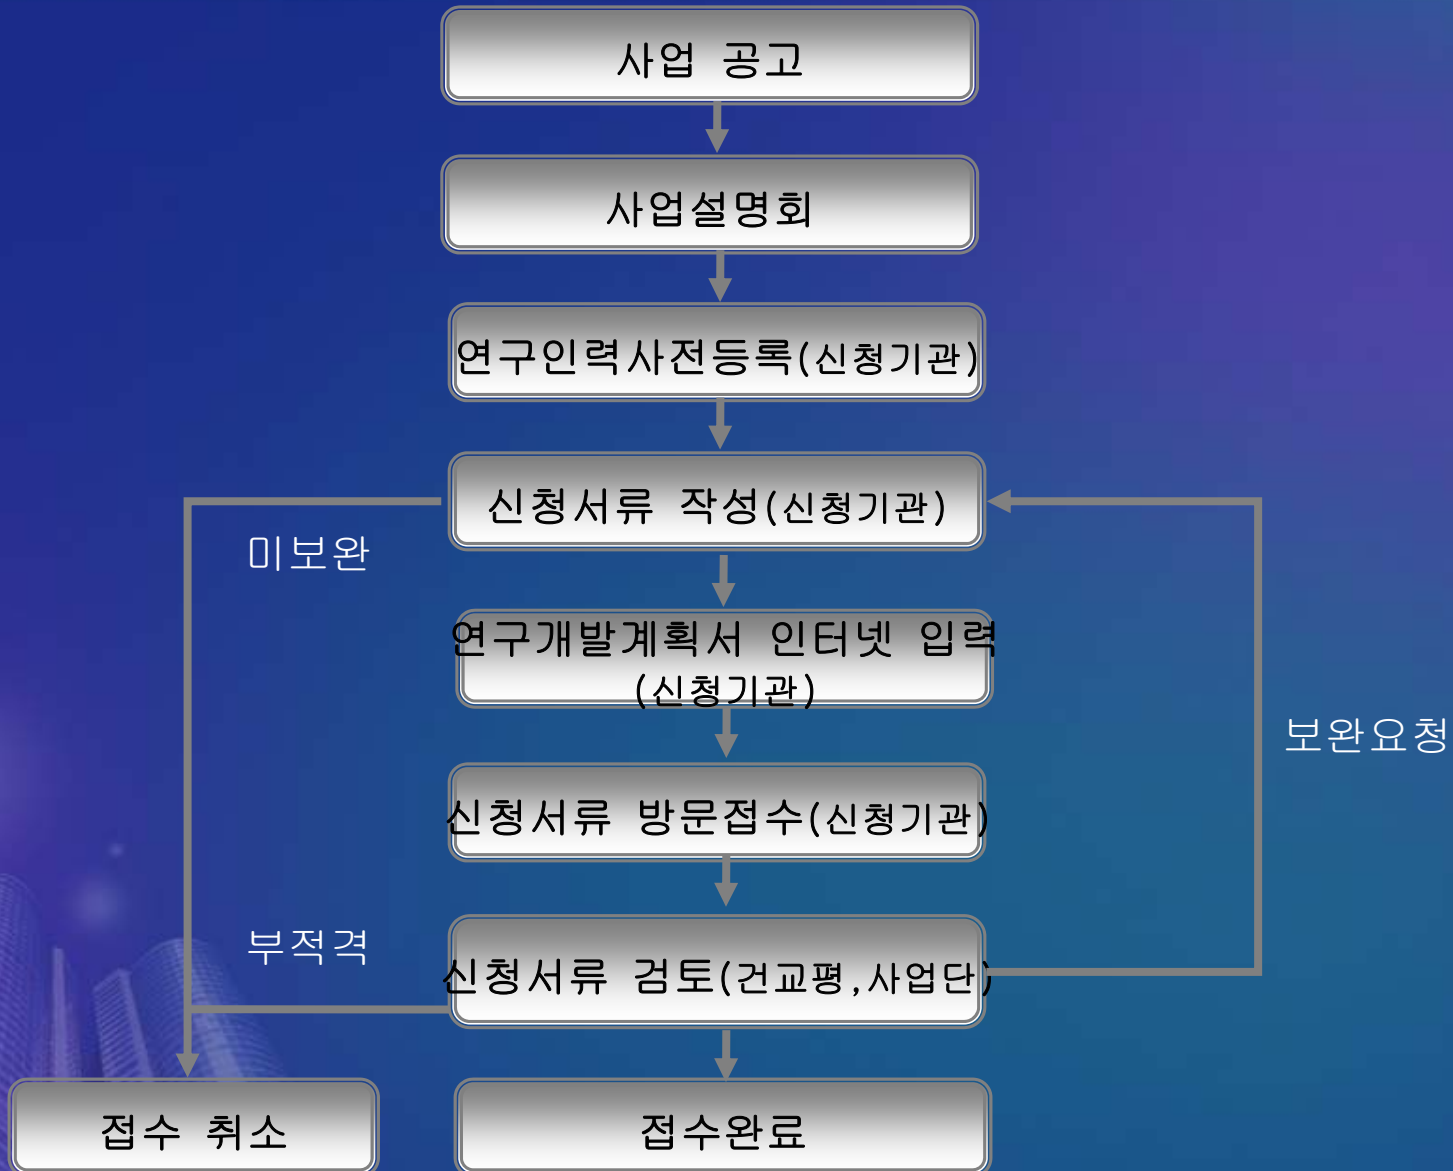 사업 공고
사업설명회
연구인력사전등록(신청기관)
신청서류 작성(신청기관)
미보완
연구개발계획서 인터넷 입력
(신청기관)
보완요청
신청서류 방문접수(신청기관)
부적격
신청서류 검토(건교평,사업단)
접수 취소
접수완료